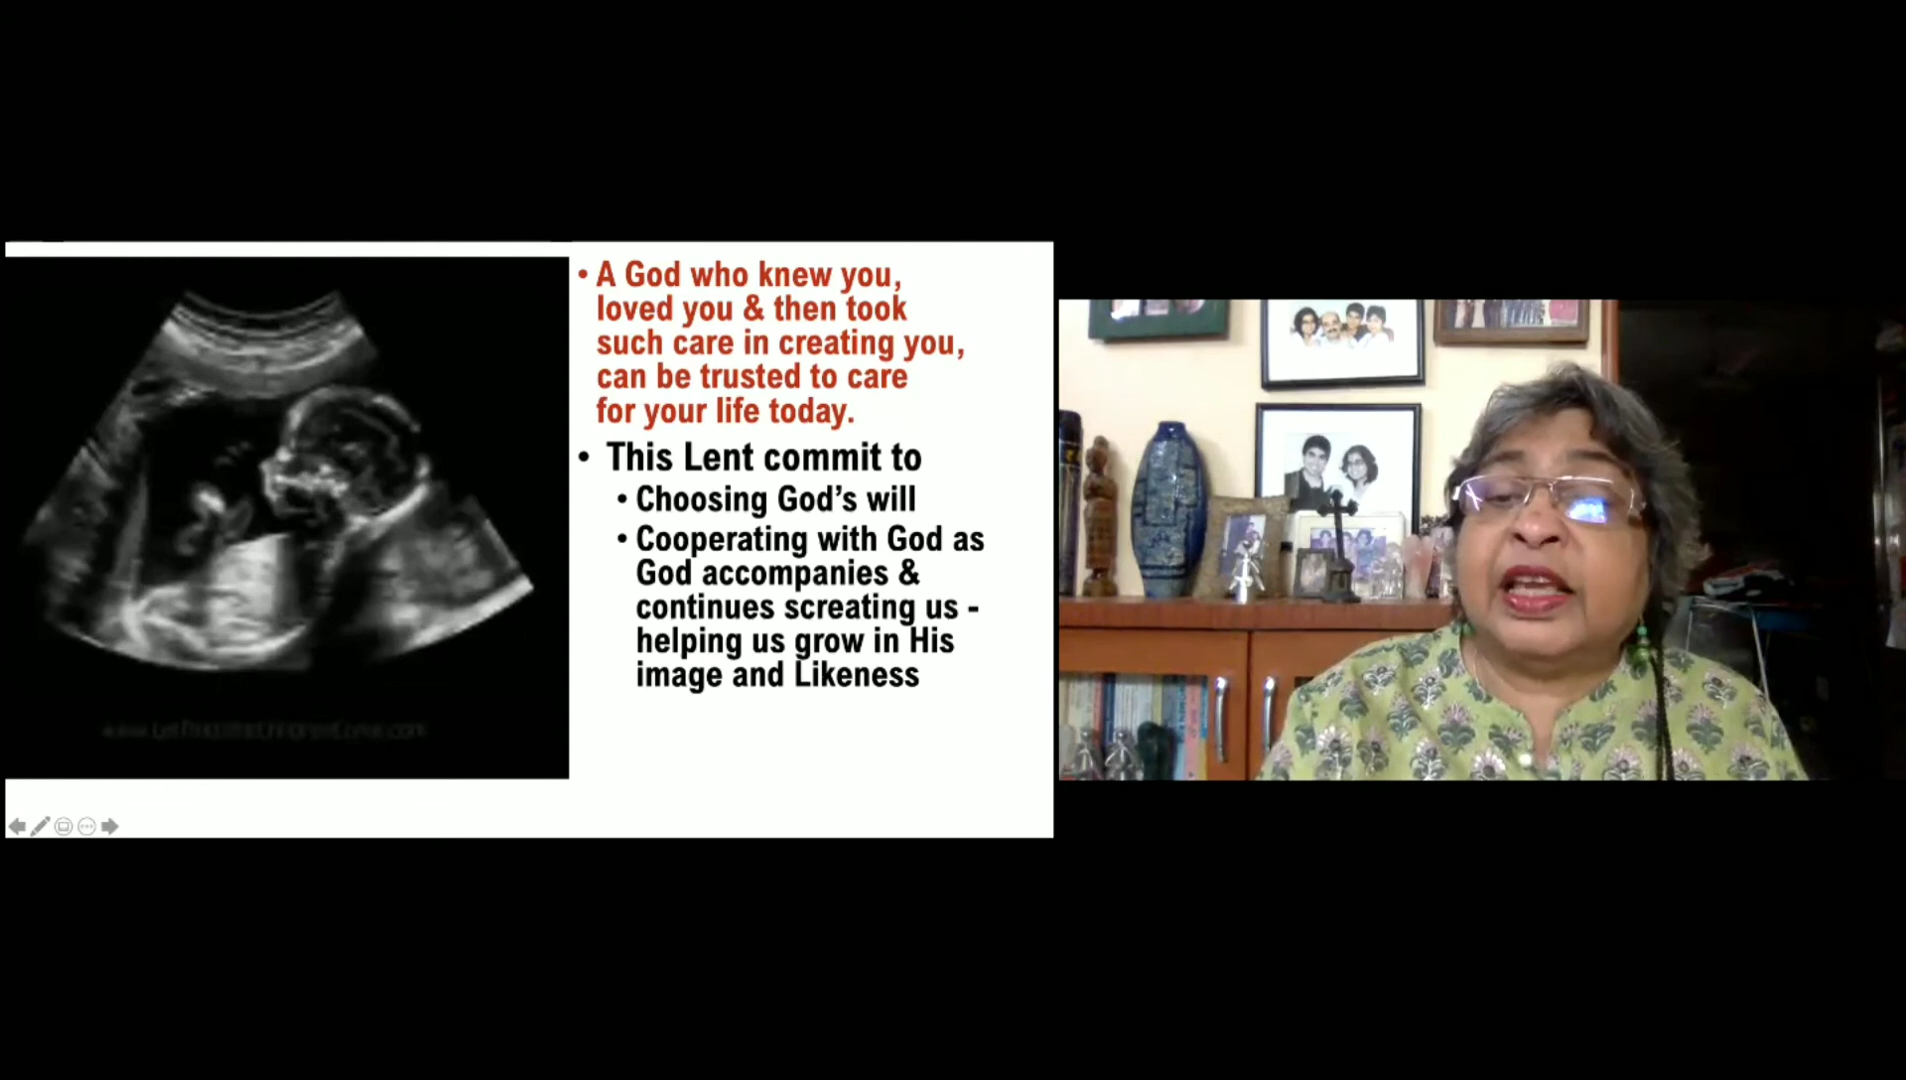 • A God who knew you,
loved you & then took
such care in creating you,
can be trusted to care
for your life today.
• This Lent commit to
• Choosing God’s will
• Cooperating with God as
God accompanies &
continues screating us -
helping us grow in His
image and Likeness